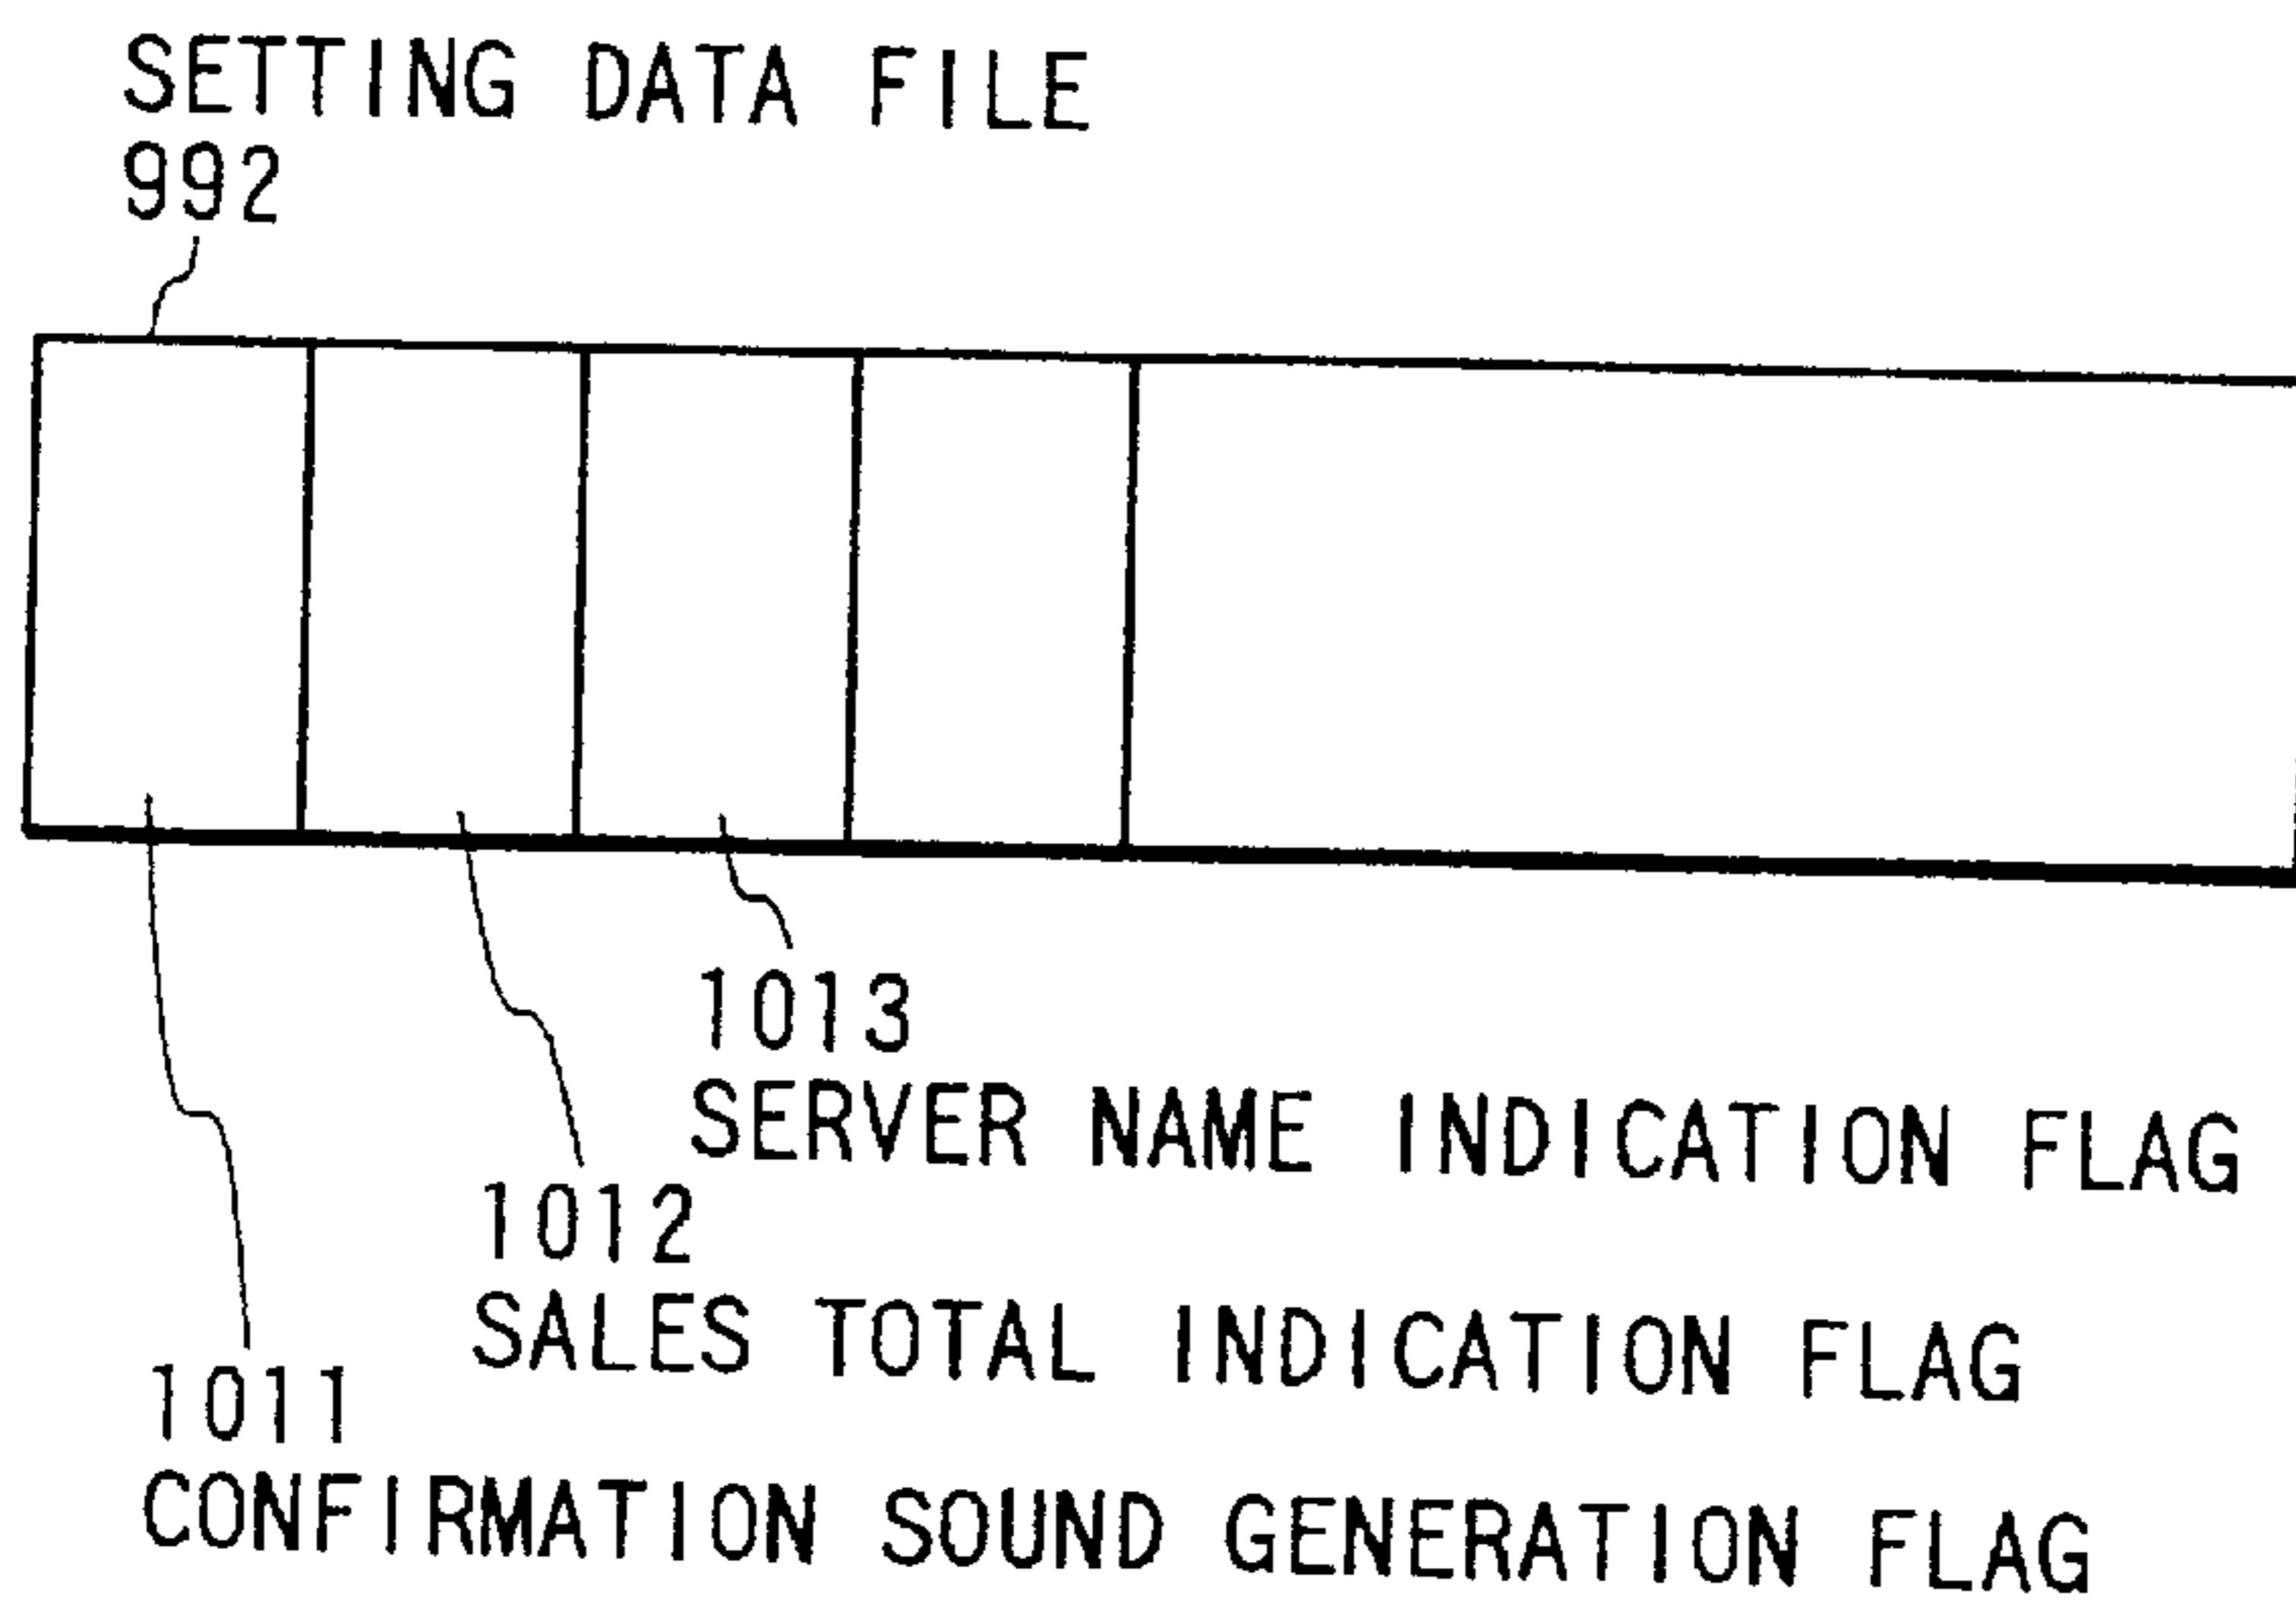 SETTING DATA FILE
992
1013
SERVER NAME INDICATION FLAG
1012
SALES TOTAL INDICATION FLAG
1011
CONFIRMATION SOUND GENERATION FLAG